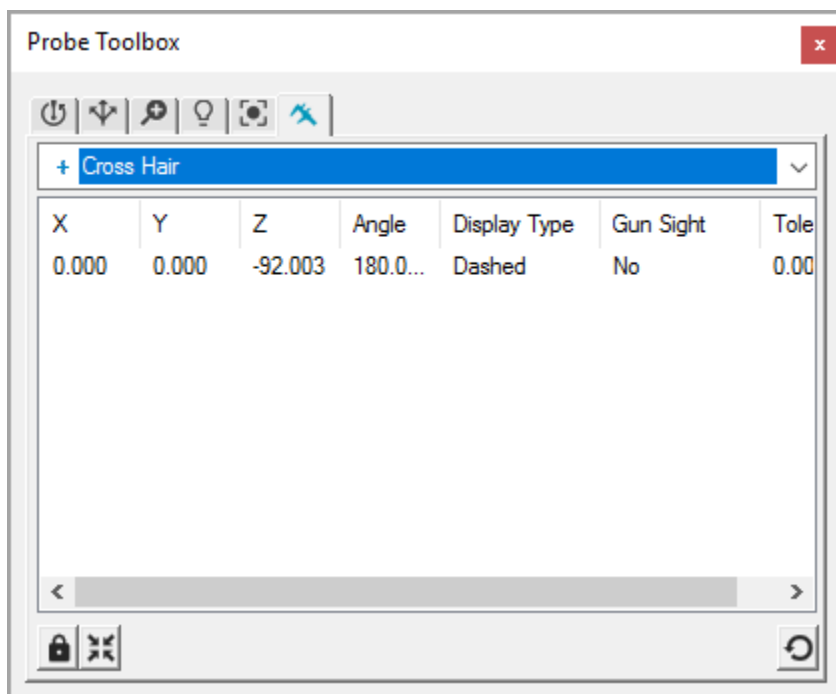 Probe Toolbox
Cross Hair
X Y Z Angle Display Type Gun Sight Tole
0.000 0.000 -92.003 180.0... Dashed No 0.00